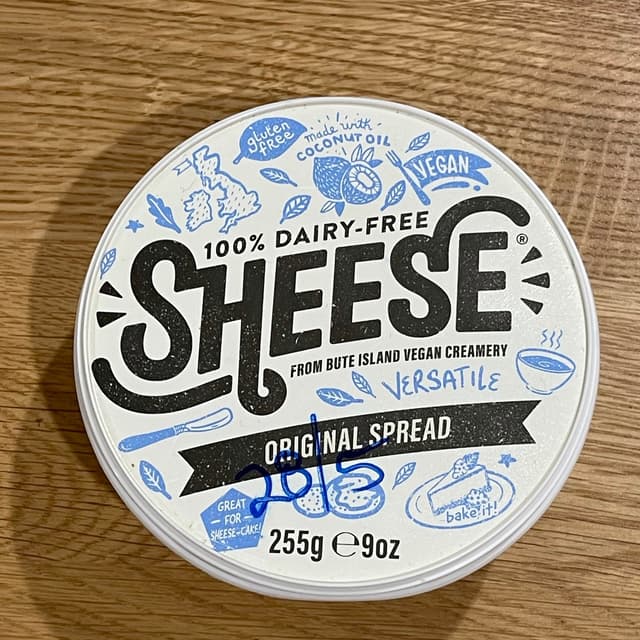 gluten
free
made with
COCONUT OIL
VEGAN
100% DAIRY-FREE
SHEESE®
FROM BUTE ISLAND VEGAN CREAMERY
VERSATILE
ORIGINAL SPREAD
28/5
GREAT
FOR
SHEESE-CAKE!
bake it!
255g ℮ 9oz